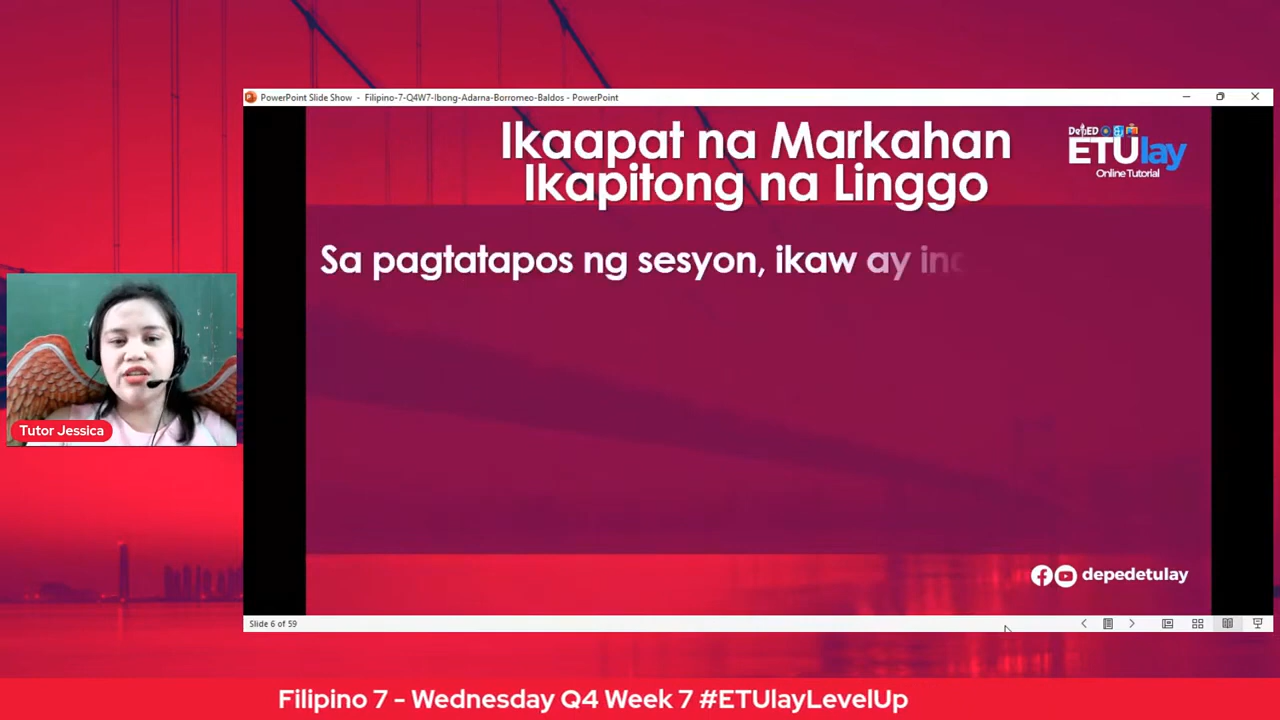 PowerPoint Slide Show - Filipino-7-Q4W7-Ibong-Adarna-Borromeo-Baldos - PowerPoint
Ikaapat na Markahan
Ikapitong na Linggo
DepED
ETUlay
Online Tutorial
Sa pagtatapos ng sesyon, ikaw ay
Tutor Jessica
depedetulay
Slide 6 of 59
Filipino 7 - Wednesday Q4 Week 7 #ETUlayLevelUp